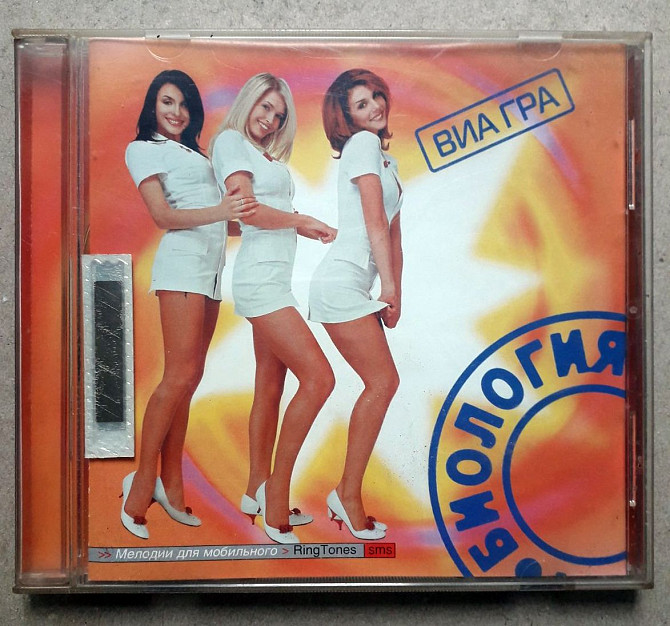 ВИА ГРА
БИОЛОГИЯ
>> Мелодии для мобильного > RingTones sms